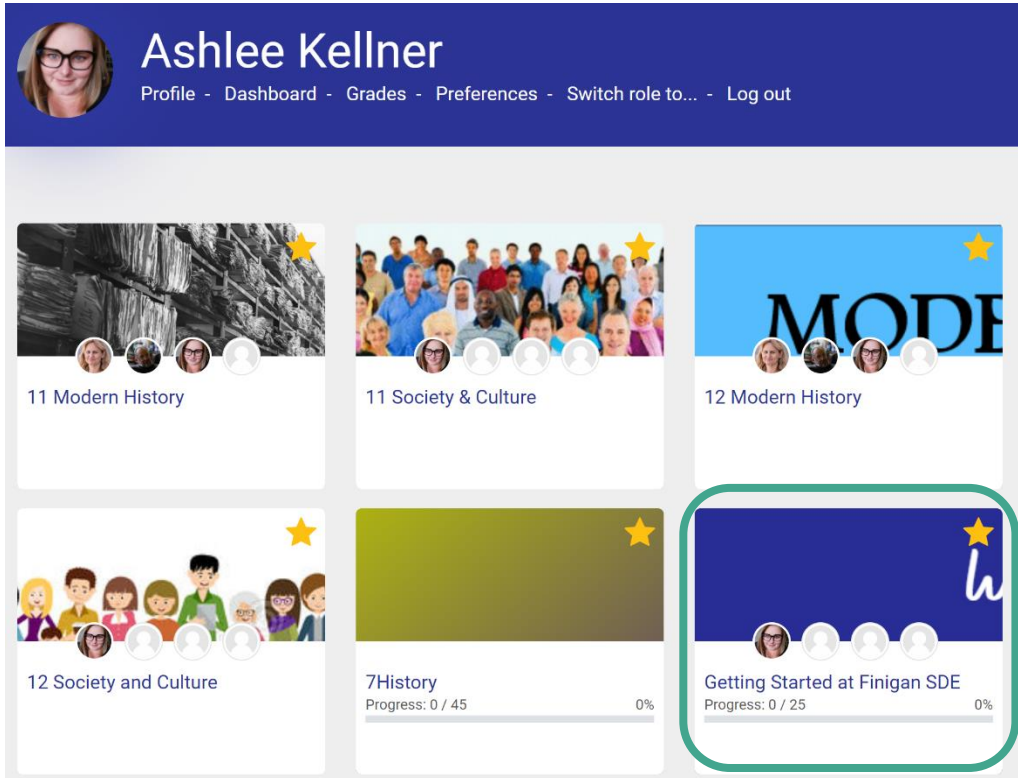 Ashlee Kellner
Profile - Dashboard - Grades - Preferences - Switch role to... - Log out
MODE
11 Modern History
11 Society & Culture
12 Modern History
W
12 Society and Culture
7History
Progress: 0 / 45 0%
Getting Started at Finigan SDE
Progress: 0 / 25 0%